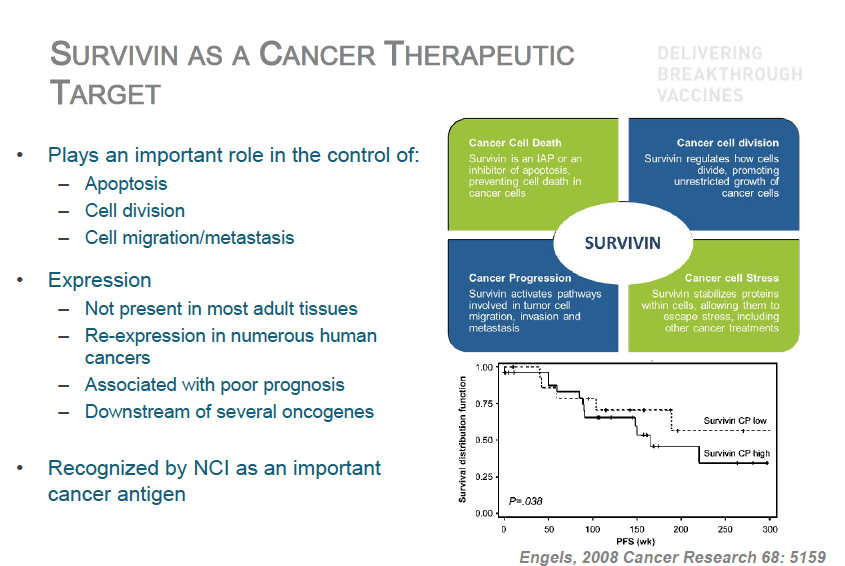 SURVIVIN AS A CANCER THERAPEUTIC
TARGET
DELIVERING
BREAKTHROUGH
VACCINES
• Plays an important role in the control of:
– Apoptosis
– Cell division
– Cell migration/metastasis
• Expression
– Not present in most adult tissues
– Re-expression in numerous human
cancers
– Associated with poor prognosis
– Downstream of several oncogenes
• Recognized by NCI as an important
cancer antigen
Cancer Cell Death
Survivin is an IAP or an
inhibitor of apoptosis,
preventing cell death in
cancer cells
Cancer cell division
Survivin regulates how cells
divide, promoting
unrestricted growth of
cancer cells
SURVIVIN
Cancer Progression
Survivin activates pathways
involved in tumor cell
migration, invasion and
metastasis
Cancer cell Stress
Survivin stabilizes proteins
within cells, allowing them to
escape stress, including
other cancer treatments
Survival distribution function
1.00
0.75
0.50
0.25
0.00
Survivin CP low
Survivin CP high
P=.038
0 50 100 150 200 250 300
PFS (wk)
Engels, 2008 Cancer Research 68: 5159